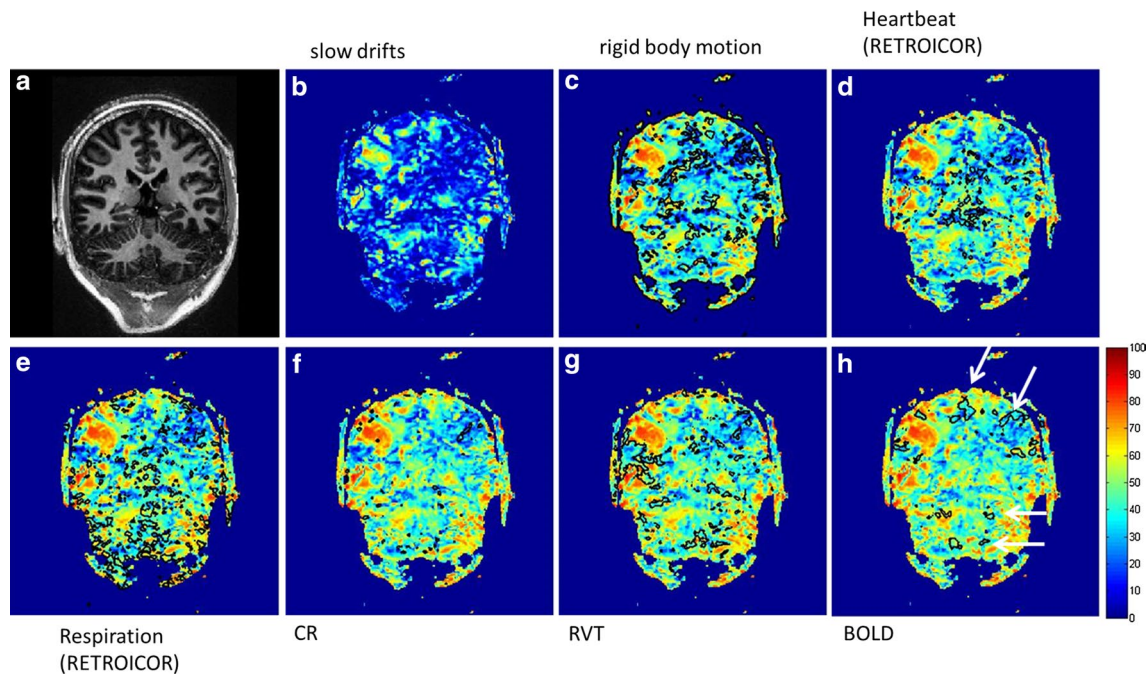 slow drifts
rigid body motion
Heartbeat
(RETROICOR)
a
b
c
d
e
f
g
h
100
90
80
70
60
50
40
30
20
10
0
Respiration
(RETROICOR)
CR
RVT
BOLD